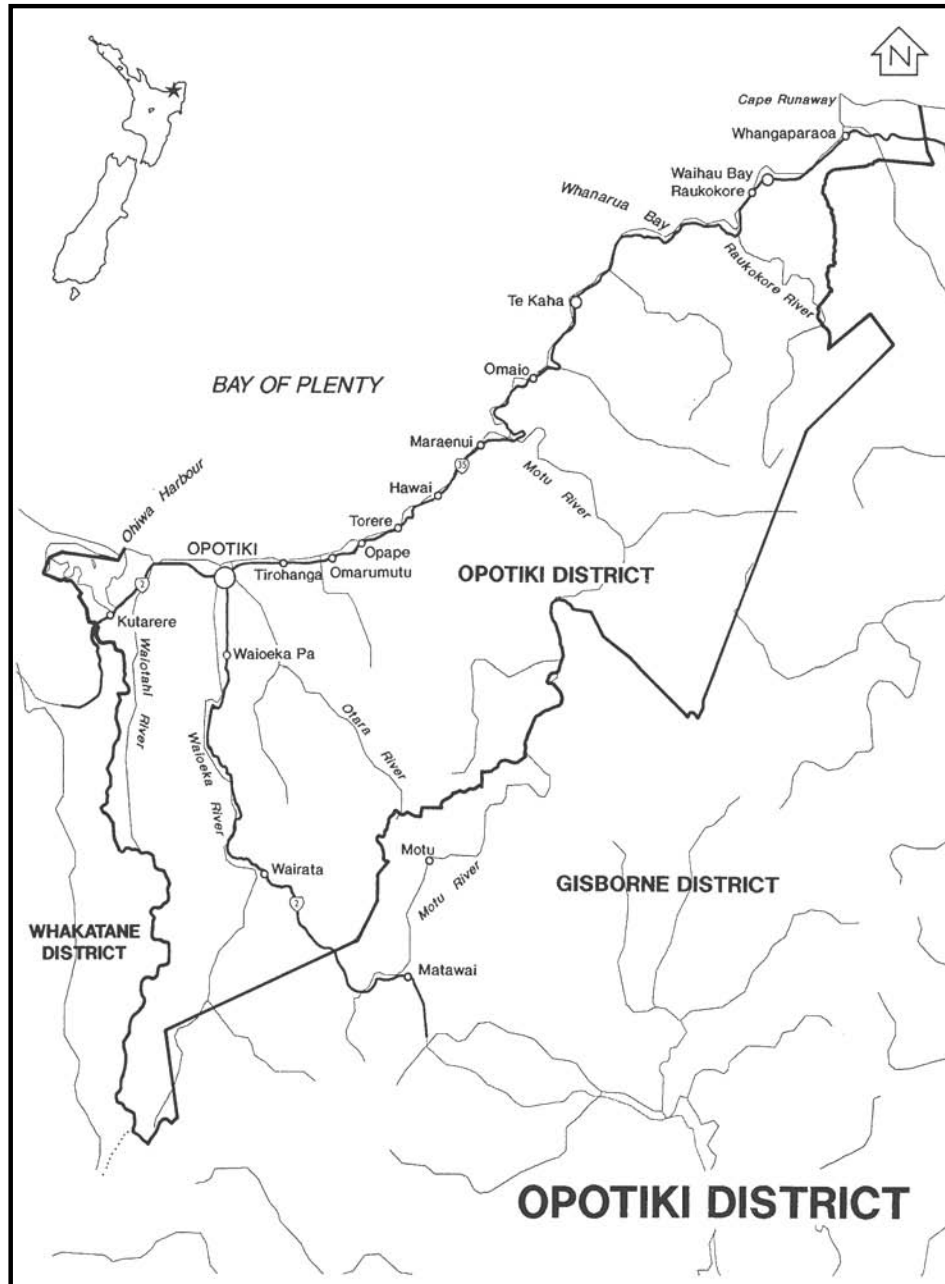 N
Cape Runaway
Whangaparaoa
Waihau Bay
Raukokore
Whanarua Bay
Raukokore River
Te Kaha
BAY OF PLENTY
Omaio
Maraenui
35
Motu River
Hawai
Ohiwa Harbour
Torere
OPOTIKI
Opape
Tirohanga
Omarumutu
2
OPOTIKI DISTRICT
Kutarere
Waiotahi River
Waioeka Pa
Otara River
Waioeka River
Motu
Wairata
Motu River
2
GISBORNE DISTRICT
WHAKATANE
DISTRICT
Matawai
OPOTIKI DISTRICT